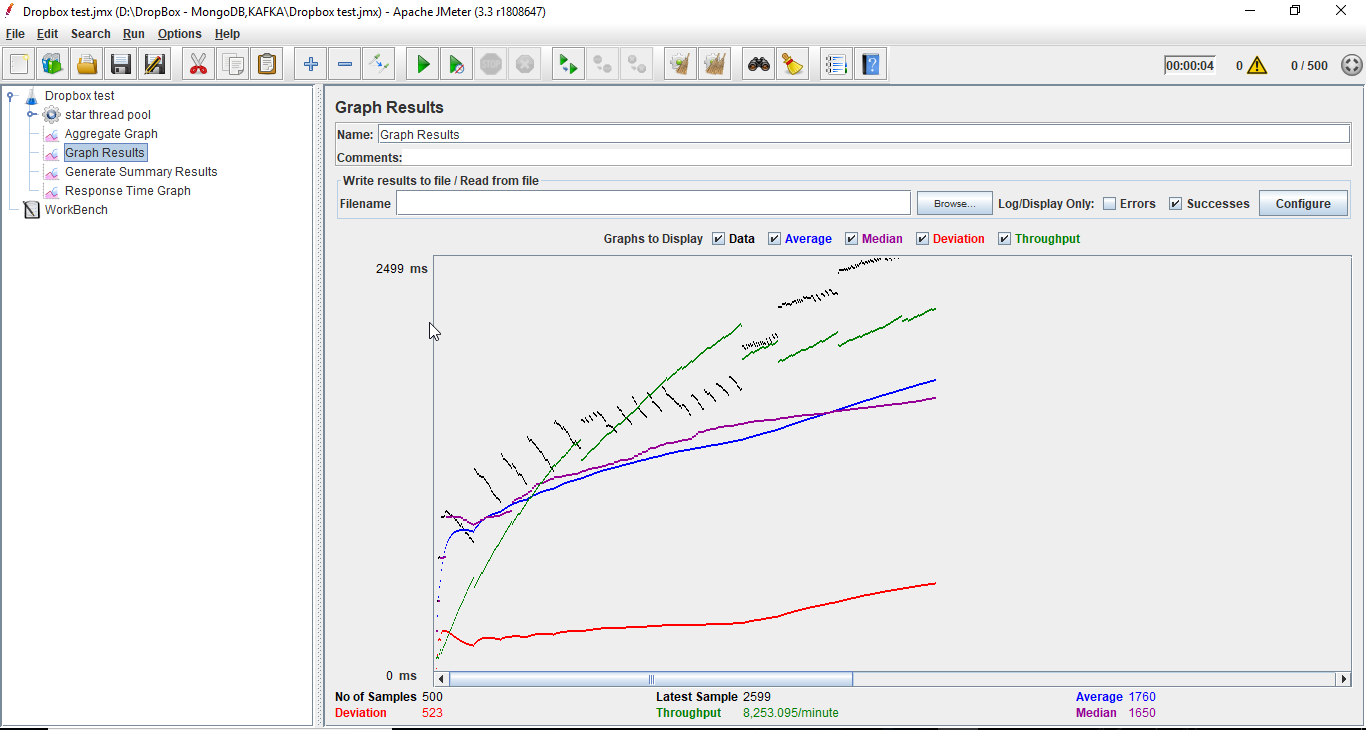 Dropbox test.jmx (D:\DropBox - MongoDB,KAFKA\Dropbox test.jmx) - Apache JMeter (3.3 r1808647)
File Edit Search Run Options Help
00:00:04 0 0 / 500
Dropbox test
star thread pool
Aggregate Graph
Graph Results
Generate Summary Results
Response Time Graph
WorkBench
Graph Results
Name: Graph Results
Comments:
Write results to file / Read from file
Filename Browse... Log/Display Only: Errors Successes Configure
Graphs to Display Data Average Median Deviation Throughput
2499 ms
0 ms
No of Samples 500 Latest Sample 2599 Average 1760
Deviation 523 Throughput 8,253.095/minute Median 1650